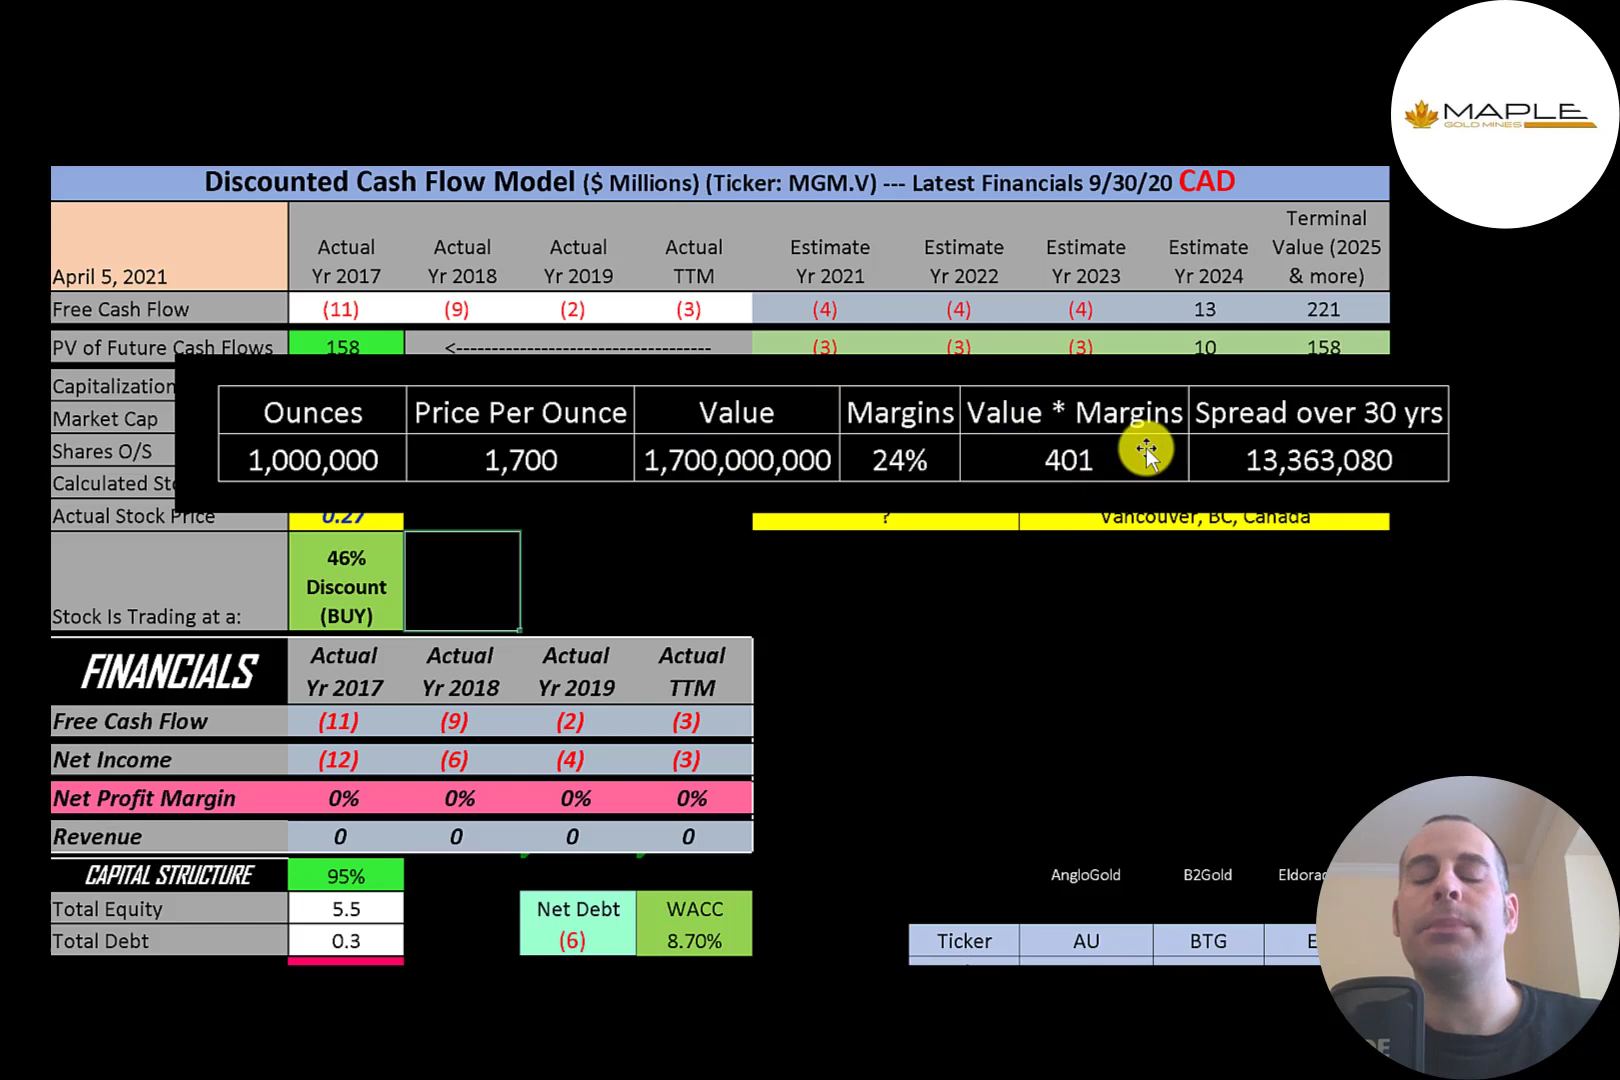 MAPLE
GOLD MINES
Discounted Cash Flow Model ($ Millions) (Ticker: MGM.V) --- Latest Financials 9/30/20 CAD
April 5, 2021 Actual Yr 2017 Actual Yr 2018 Actual Yr 2019 Actual TTM Estimate Yr 2021 Estimate Yr 2022 Estimate Yr 2023 Estimate Yr 2024 Terminal Value (2025 & more)
Free Cash Flow (11) (9) (2) (3) (4) (4) (4) 13 221
PV of Future Cash Flows 158 <----------------------------------- (3) (3) (3) 10 158
Capitalization
Market Cap
Shares O/S
Calculated Sto
Ounces Price Per Ounce Value Margins Value * Margins Spread over 30 yrs
1,000,000 1,700 1,700,000,000 24% 401 13,363,080
Actual Stock Price 0.27 ? Vancouver, BC, Canada
Stock Is Trading at a: 46% Discount (BUY)
FINANCIALS Actual Yr 2017 Actual Yr 2018 Actual Yr 2019 Actual TTM
Free Cash Flow (11) (9) (2) (3)
Net Income (12) (6) (4) (3)
Net Profit Margin 0% 0% 0% 0%
Revenue 0 0 0 0
CAPITAL STRUCTURE 95%
Total Equity 5.5 Net Debt WACC
Total Debt 0.3 (6) 8.70%
AngloGold B2Gold Eldorad
Ticker AU BTG E